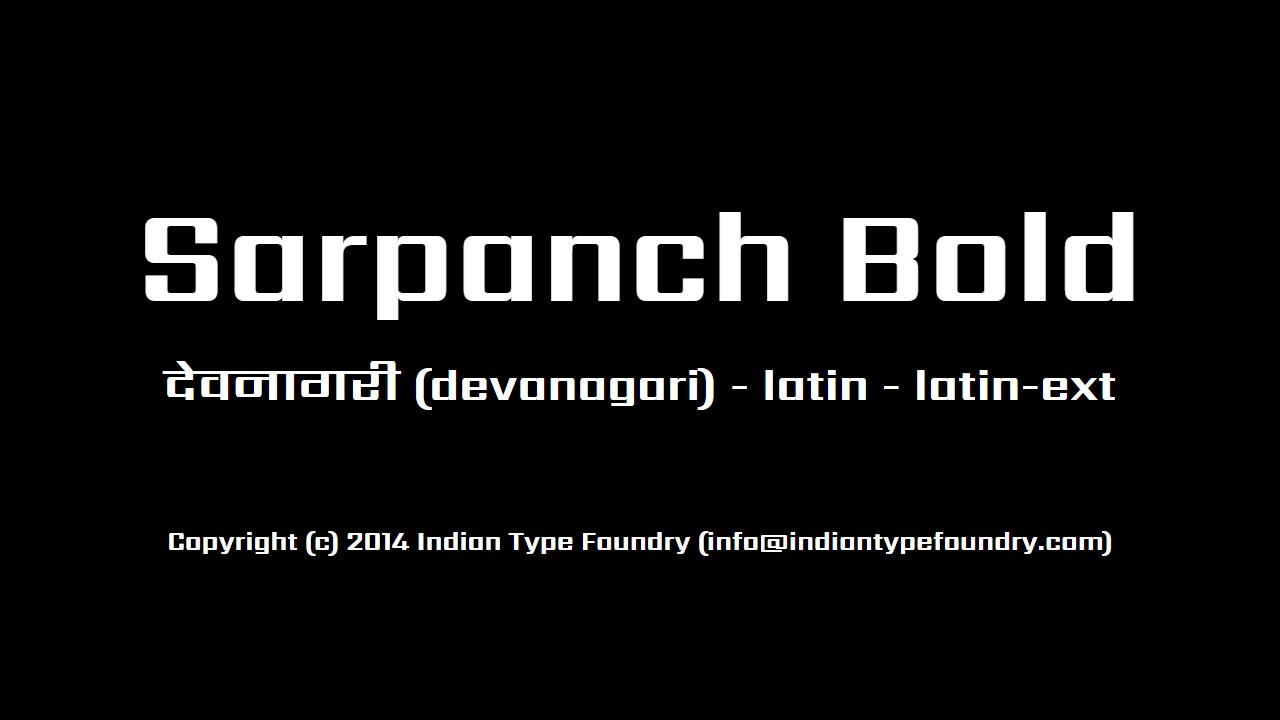 Sarpanch Bold
देवनागरी (devanagari) - latin - latin-ext
Copyright (c) 2014 Indian Type Foundry (info@indiantypefoundry.com)